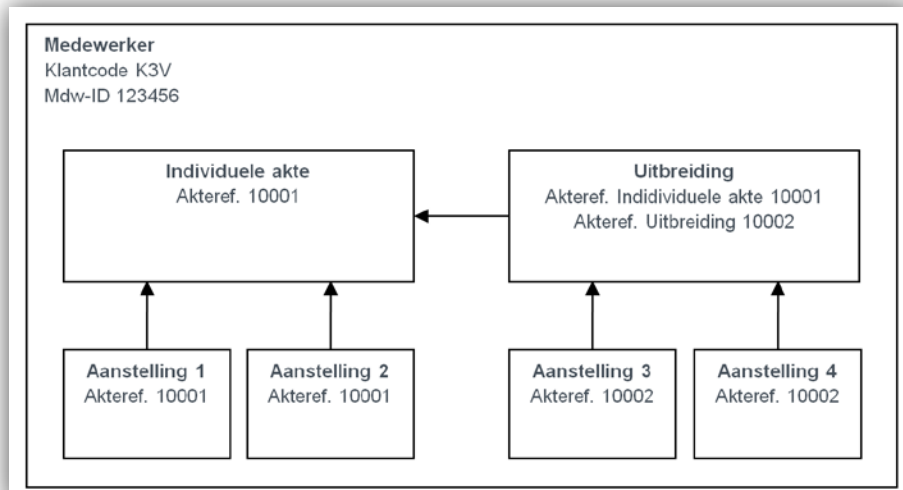 Medewerker
Klantcode K3V
Mdw-ID 123456
Individuele akte
Akteref. 10001
Uitbreiding
Akteref. Indidividuele akte 10001
Akteref. Uitbreiding 10002
Aanstelling 1
Akteref. 10001
Aanstelling 2
Akteref. 10001
Aanstelling 3
Akteref. 10002
Aanstelling 4
Akteref. 10002